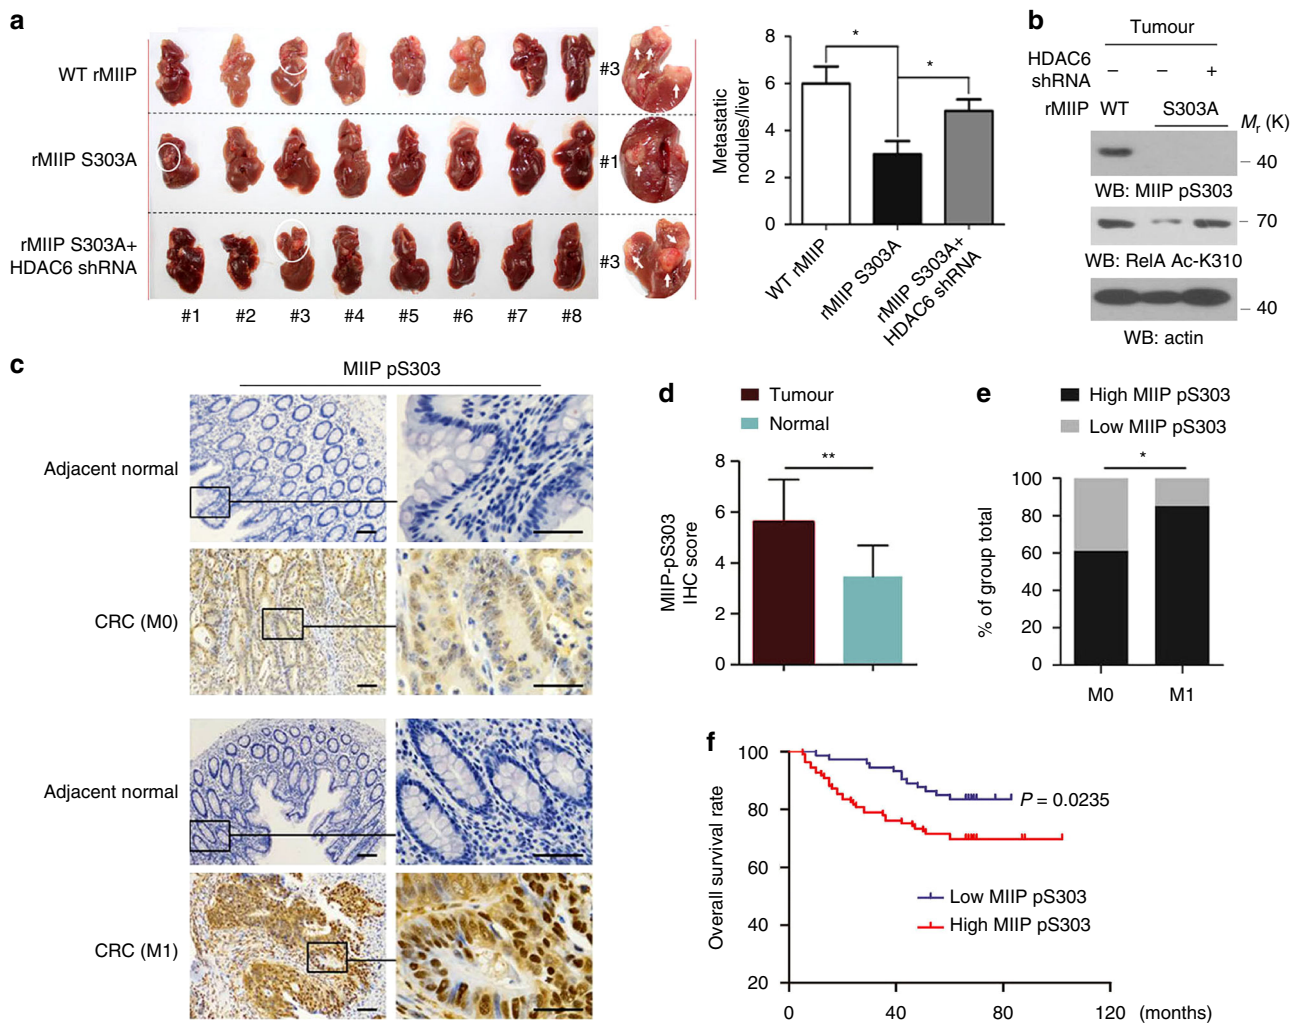 a
WT rMIIP
rMIIP S303A
rMIIP S303A+
HDAC6 shRNA
#1 #2 #3 #4 #5 #6 #7 #8
#3
#1
#3
Metastatic
nodules/liver
8
6
4
2
0
*
*
WT rMIIP
rMIIP S303A
rMIIP S303A+
HDAC6 shRNA
b
Tumour
HDAC6
shRNA
– – +
rMIIP WT S303A
Mr (K)
– 40
WB: MIIP pS303
– 70
WB: RelA Ac-K310
– 40
WB: actin
c
MIIP pS303
Adjacent normal
CRC (M0)
Adjacent normal
CRC (M1)
d
Tumour
Normal
MIIP-pS303
IHC score
8
6
4
2
0
**
e
High MIIP pS303
Low MIIP pS303
% of group total
100
80
60
40
20
0
*
M0 M1
f
Overall survival rate
100
80
60
40
20
P = 0.0235
Low MIIP pS303
High MIIP pS303
0 40 80 120 (months)